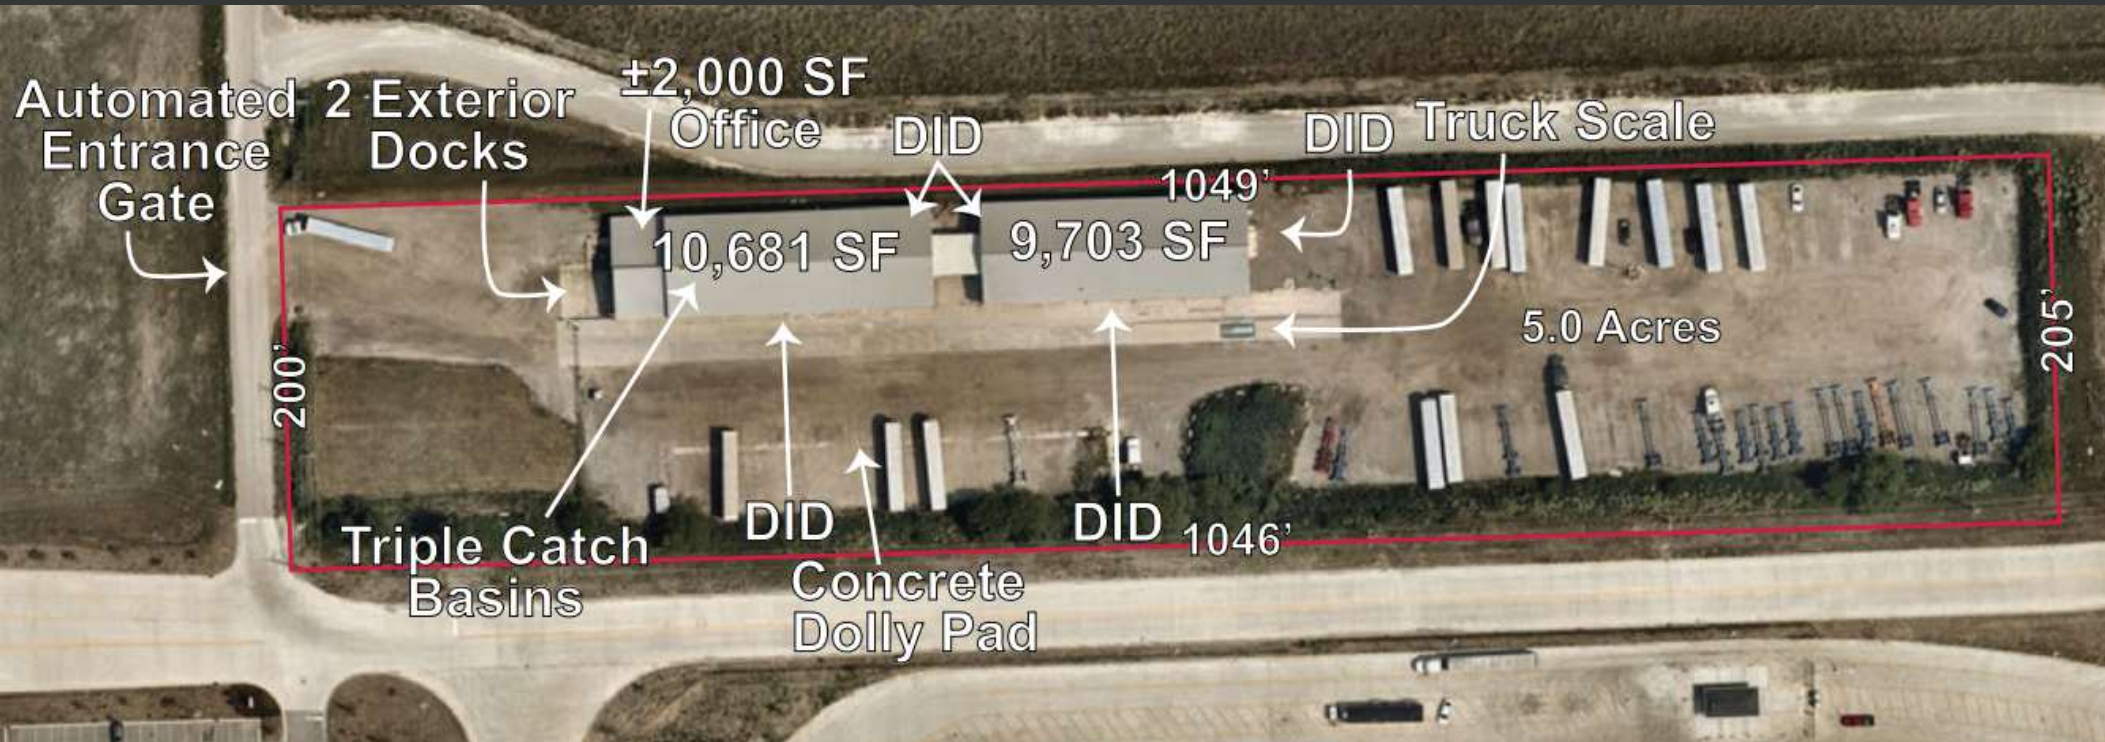 Automated
Entrance
Gate
2 Exterior
Docks
±2,000 SF
Office
DID
DID
Truck Scale
1049'
10,681 SF
9,703 SF
5.0 Acres
200'
205'
Triple Catch
Basins
DID
DID
1046'
Concrete
Dolly Pad